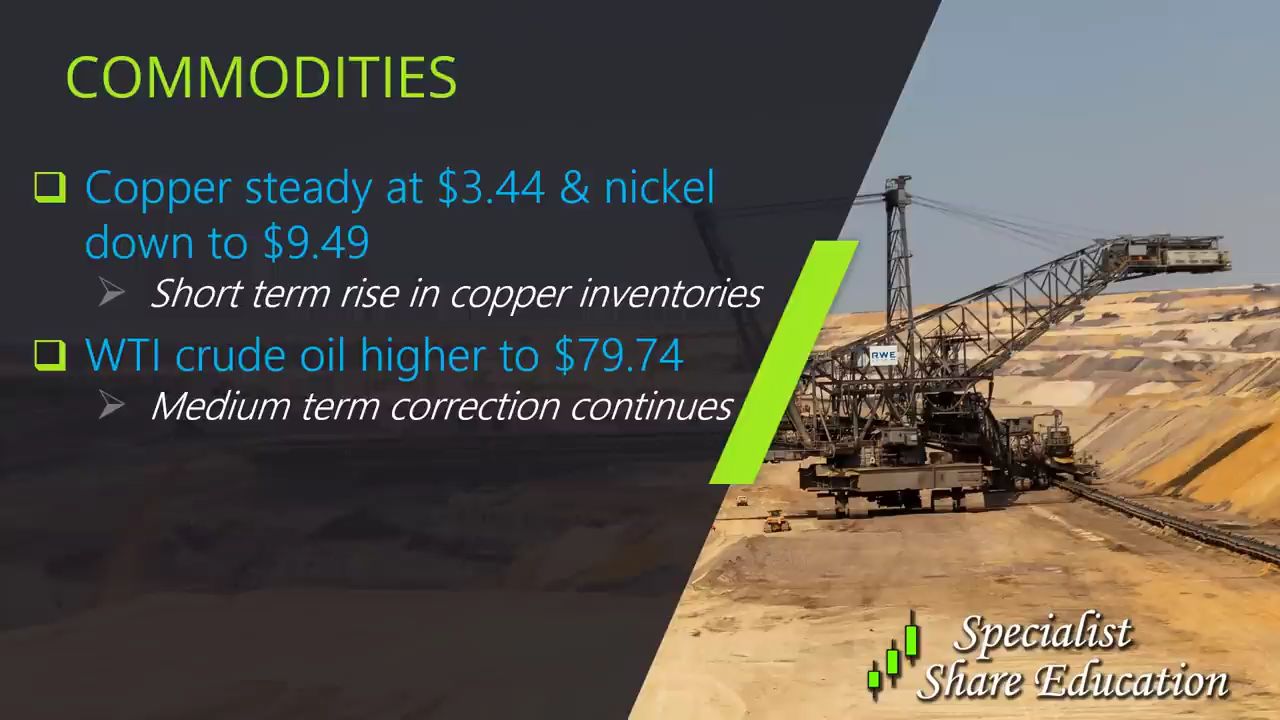 COMMODITIES
Copper steady at $3.44 & nickel
down to $9.49
Short term rise in copper inventories
WTI crude oil higher to $79.74
Medium term correction continues
RWE
Specialist
Share Education